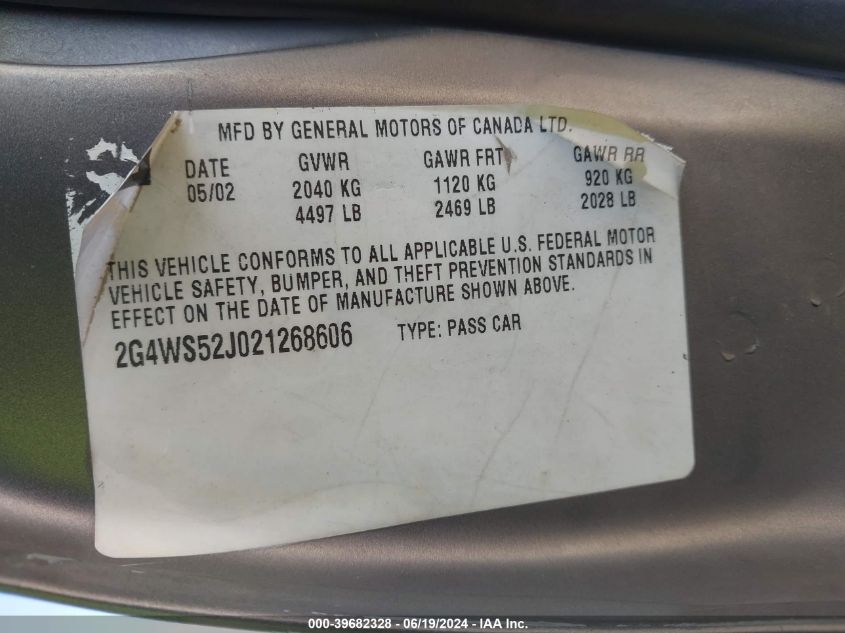 MFD BY GENERAL MOTORS OF CANADA LTD.
DATE GVWR GAWR FRT GAWR RR
05/02 2040 KG 1120 KG 920 KG
4497 LB 2469 LB 2028 LB
THIS VEHICLE CONFORMS TO ALL APPLICABLE U.S. FEDERAL MOTOR
VEHICLE SAFETY, BUMPER, AND THEFT PREVENTION STANDARDS IN
EFFECT ON THE DATE OF MANUFACTURE SHOWN ABOVE.
2G4WS52J021268606 TYPE: PASS CAR
000-39682328 - 06/19/2024 - IAA Inc.